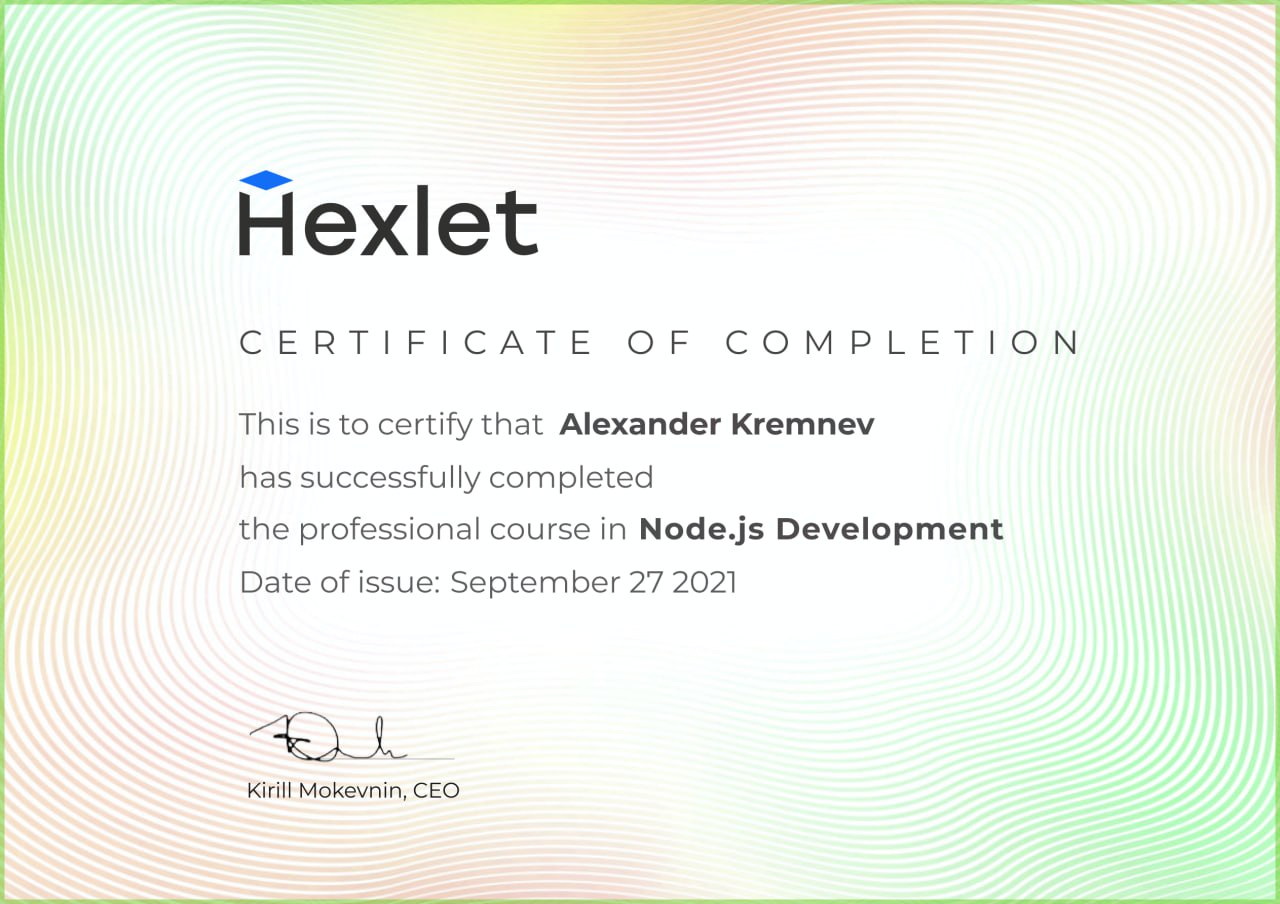 Hexlet
CERTIFICATE OF COMPLETION
This is to certify that Alexander Kremnev
has successfully completed
the professional course in Node.js Development
Date of issue: September 27 2021
Kirill Mokevnin, CEO